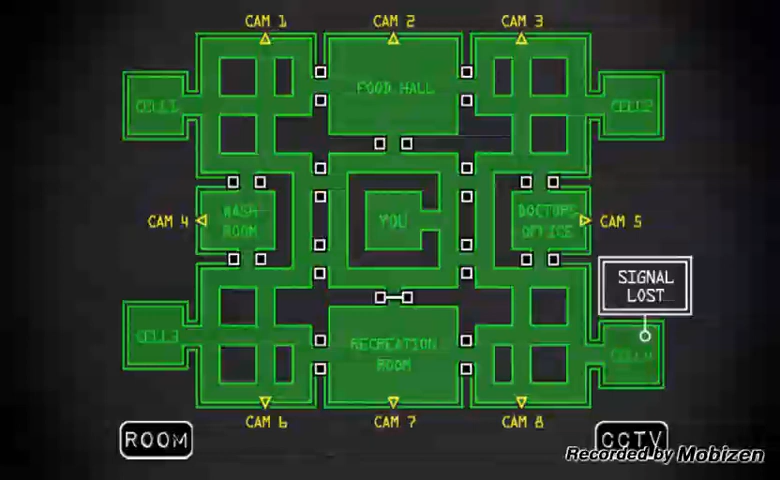 CAM 1
CAM 2
CAM 3
FOOD HALL
CELL1
CELL2
CAM 4
WASH
ROOM
YOU
DOCTORS
OFFICE
CAM 5
SIGNAL
LOST
CELL3
RECREATION
ROOM
CELL4
CAM 6
CAM 7
CAM 8
ROOM
CCTV
Recorded by Mobizen